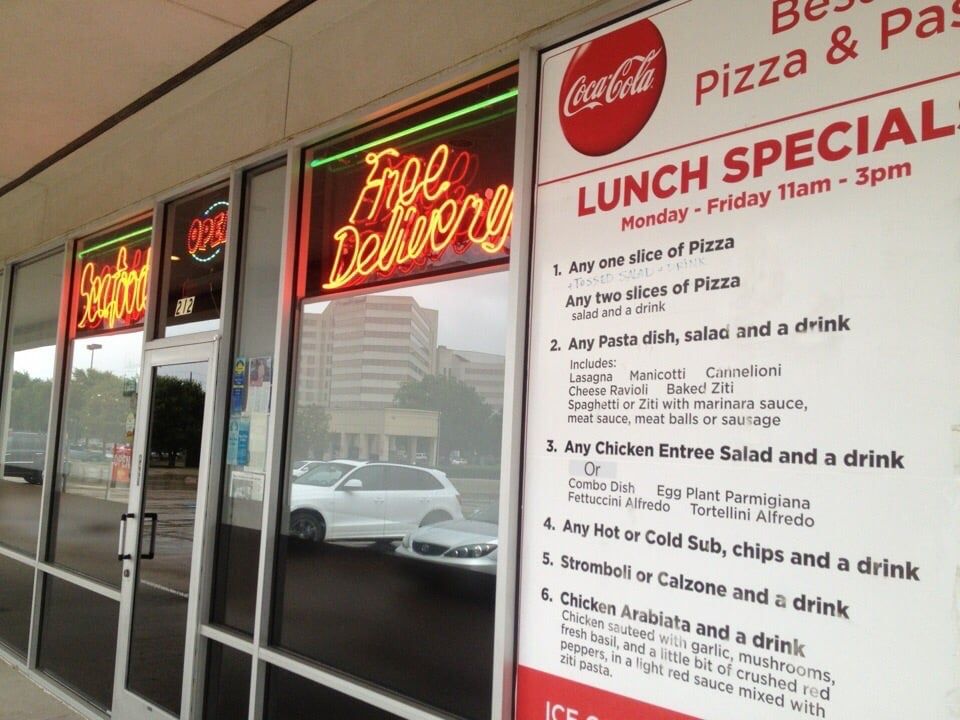 Seafood
OPEN
212
Free
Delivery
Coca-Cola
Pizza &
LUNCH SPECIALS
Monday - Friday 11am - 3pm
1. Any one slice of Pizza
+ TOSSED SALAD + DRINK
Any two slices of Pizza
salad and a drink
2. Any Pasta dish, salad and a drink
Includes:
Lasagna Manicotti Cannelioni
Cheese Ravioli Baked Ziti
Spaghetti or Ziti with marinara sauce,
meat sauce, meat balls or sausage
3. Any Chicken Entree Salad and a drink
Or
Combo Dish Egg Plant Parmigiana
Fettuccini Alfredo Tortellini Alfredo
4. Any Hot or Cold Sub, chips and a drink
5. Stromboli or Calzone and a drink
6. Chicken Arabiata and a drink
Chicken sauteed with garlic, mushrooms,
fresh basil, and a little bit of crushed red
peppers, in a light red sauce mixed with
ziti pasta.
ICE